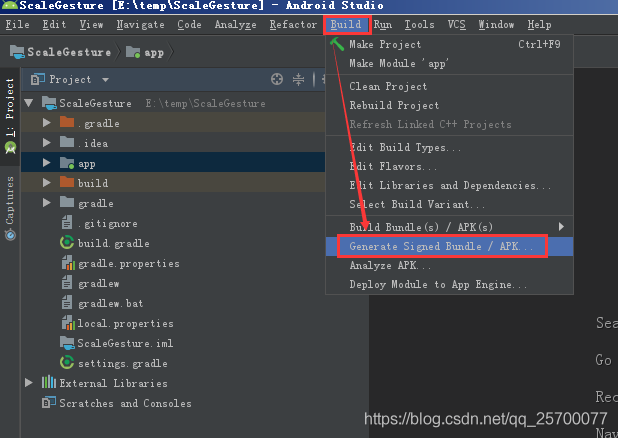 ScaleGesture [E:\temp\ScaleGesture] - Android Studio
File Edit View Navigate Code Analyze Refactor Build Run Tools VCS Window Help
ScaleGesture app
1: Project
Captures
Project
ScaleGesture E:\temp\ScaleGesture
.gradle
.idea
app
build
gradle
.gitignore
build.gradle
gradle.properties
gradlew
gradlew.bat
local.properties
ScaleGesture.iml
settings.gradle
External Libraries
Scratches and Consoles
Make Project Ctrl+F9
Make Module 'app'
Clean Project
Rebuild Project
Refresh Linked C++ Projects
Edit Build Types...
Edit Flavors...
Edit Libraries and Dependencies...
Select Build Variant...
Build Bundle(s) / APK(s)
Generate Signed Bundle / APK...
Analyze APK...
Deploy Module to App Engine...
Sea
Go
Rec
Nav
https://blog.csdn.net/qq_25700077